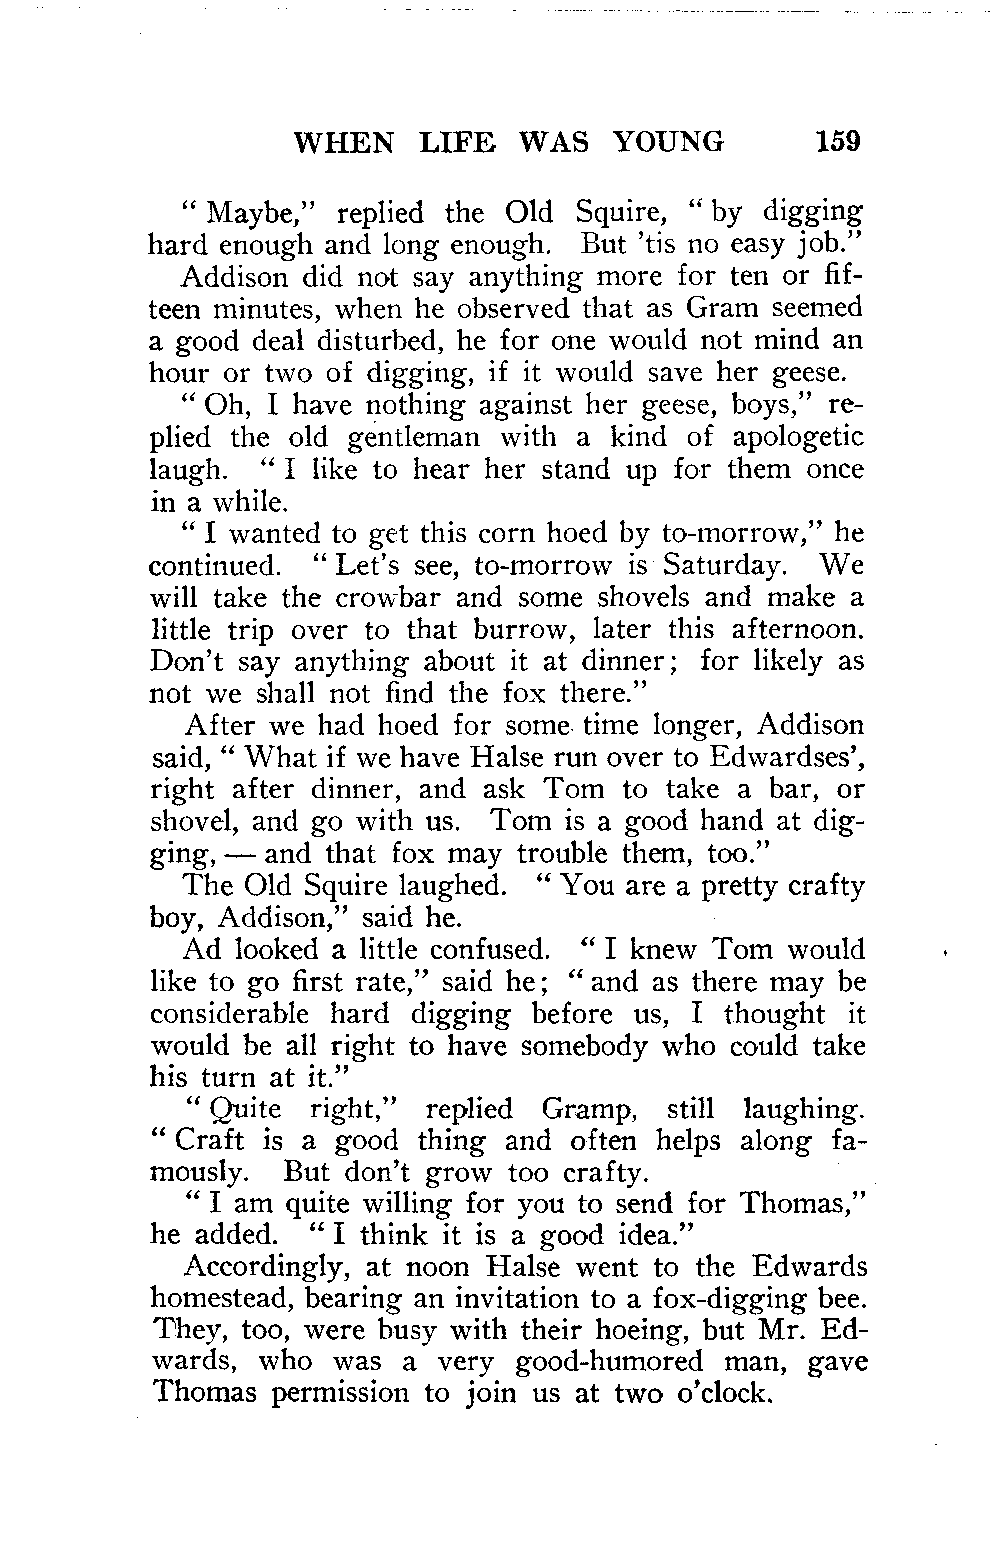 WHEN LIFE WAS YOUNG 159
" Maybe," replied the Old Squire, " by digging
hard enough and long enough. But 'tis no easy job."
Addison did not say anything more for ten or fif-
teen minutes, when he observed that as Gram seemed
a good deal disturbed, he for one would not mind an
hour or two of digging, if it would save her geese.
" Oh, I have nothing against her geese, boys," re-
plied the old gentleman with a kind of apologetic
laugh. " I like to hear her stand up for them once
in a while.
" I wanted to get this corn hoed by to-morrow," he
continued. " Let's see, to-morrow is Saturday. We
will take the crowbar and some shovels and make a
little trip over to that burrow, later this afternoon.
Don't say anything about it at dinner; for likely as
not we shall not find the fox there."
After we had hoed for some time longer, Addison
said, " What if we have Halse run over to Edwardses',
right after dinner, and ask Tom to take a bar, or
shovel, and go with us. Tom is a good hand at dig-
ging, — and that fox may trouble them, too."
The Old Squire laughed. " You are a pretty crafty
boy, Addison," said he.
Ad looked a little confused. " I knew Tom would
like to go first rate," said he; " and as there may be
considerable hard digging before us, I thought it
would be all right to have somebody who could take
his turn at it."
" Quite right," replied Gramp, still laughing.
" Craft is a good thing and often helps along fa-
mously. But don't grow too crafty.
" I am quite willing for you to send for Thomas,"
he added. " I think it is a good idea."
Accordingly, at noon Halse went to the Edwards
homestead, bearing an invitation to a fox-digging bee.
They, too, were busy with their hoeing, but Mr. Ed-
wards, who was a very good-humored man, gave
Thomas permission to join us at two o'clock.